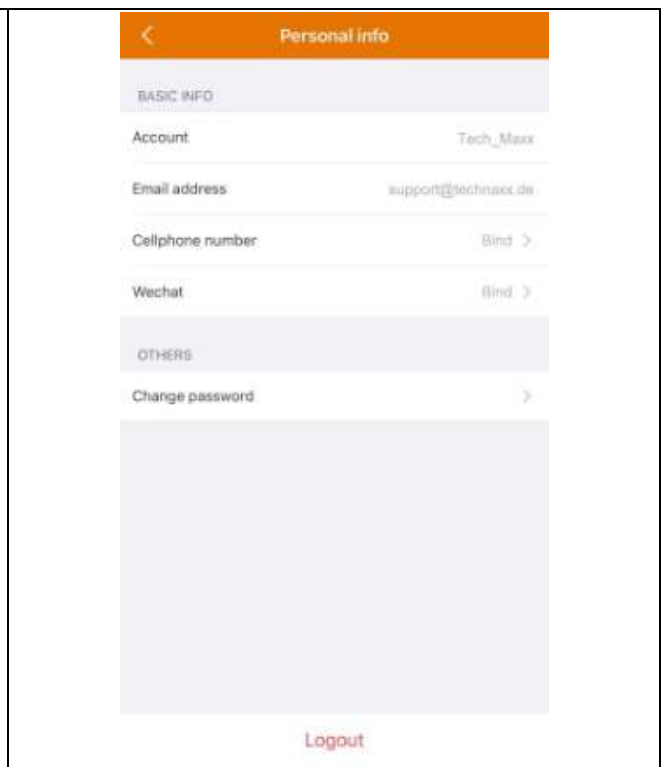 Personal info
BASIC INFO
Account Tech_Maxx
Email address support@technaxx.de
Cellphone number Bind >
Wechat Bind >
OTHERS
Change password >
Logout